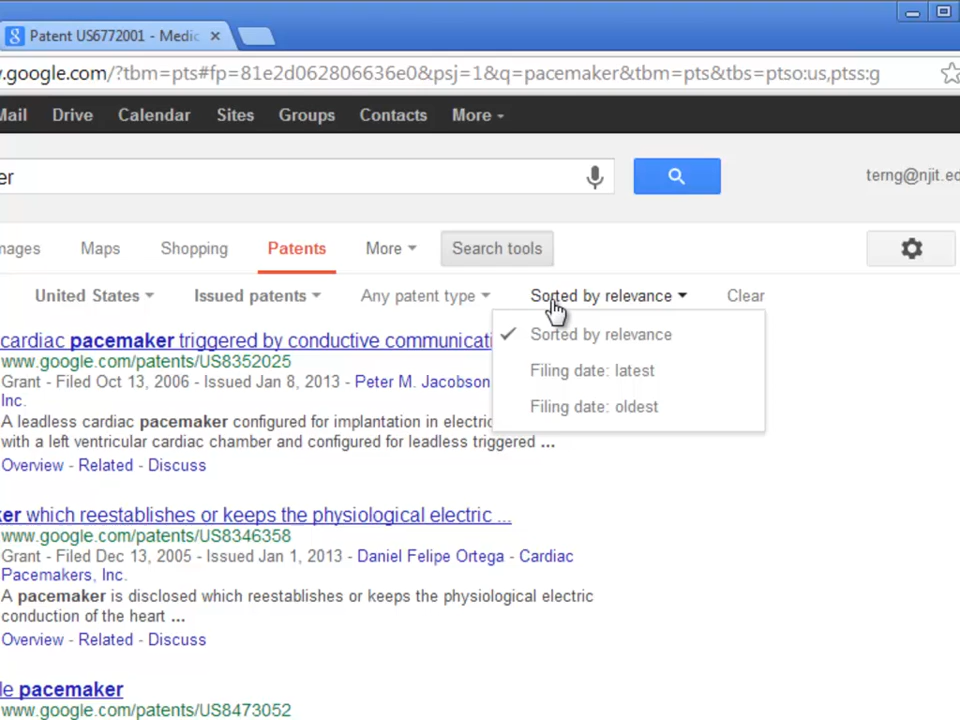 Patent US6772001 - Medic
w.google.com/?tbm=pts#fp=81e2d062806636e0&psj=1&q=pacemaker&tbm=pts&tbs=ptso:us,ptss:g
Mail Drive Calendar Sites Groups Contacts More
er
terng@njit.ed
mages Maps Shopping Patents More Search tools
United States Issued patents Any patent type Sorted by relevance Clear
Sorted by relevance
Filing date: latest
Filing date: oldest
cardiac pacemaker triggered by conductive communicati
www.google.com/patents/US8352025
Grant - Filed Oct 13, 2006 - Issued Jan 8, 2013 - Peter M. Jacobson
Inc.
A leadless cardiac pacemaker configured for implantation in electric
with a left ventricular cardiac chamber and configured for leadless triggered ...
Overview - Related - Discuss
ker which reestablishes or keeps the physiological electric ...
www.google.com/patents/US8346358
Grant - Filed Dec 13, 2005 - Issued Jan 1, 2013 - Daniel Felipe Ortega - Cardiac
Pacemakers, Inc.
A pacemaker is disclosed which reestablishes or keeps the physiological electric
conduction of the heart ...
Overview - Related - Discuss
le pacemaker
www.google.com/patents/US8473052